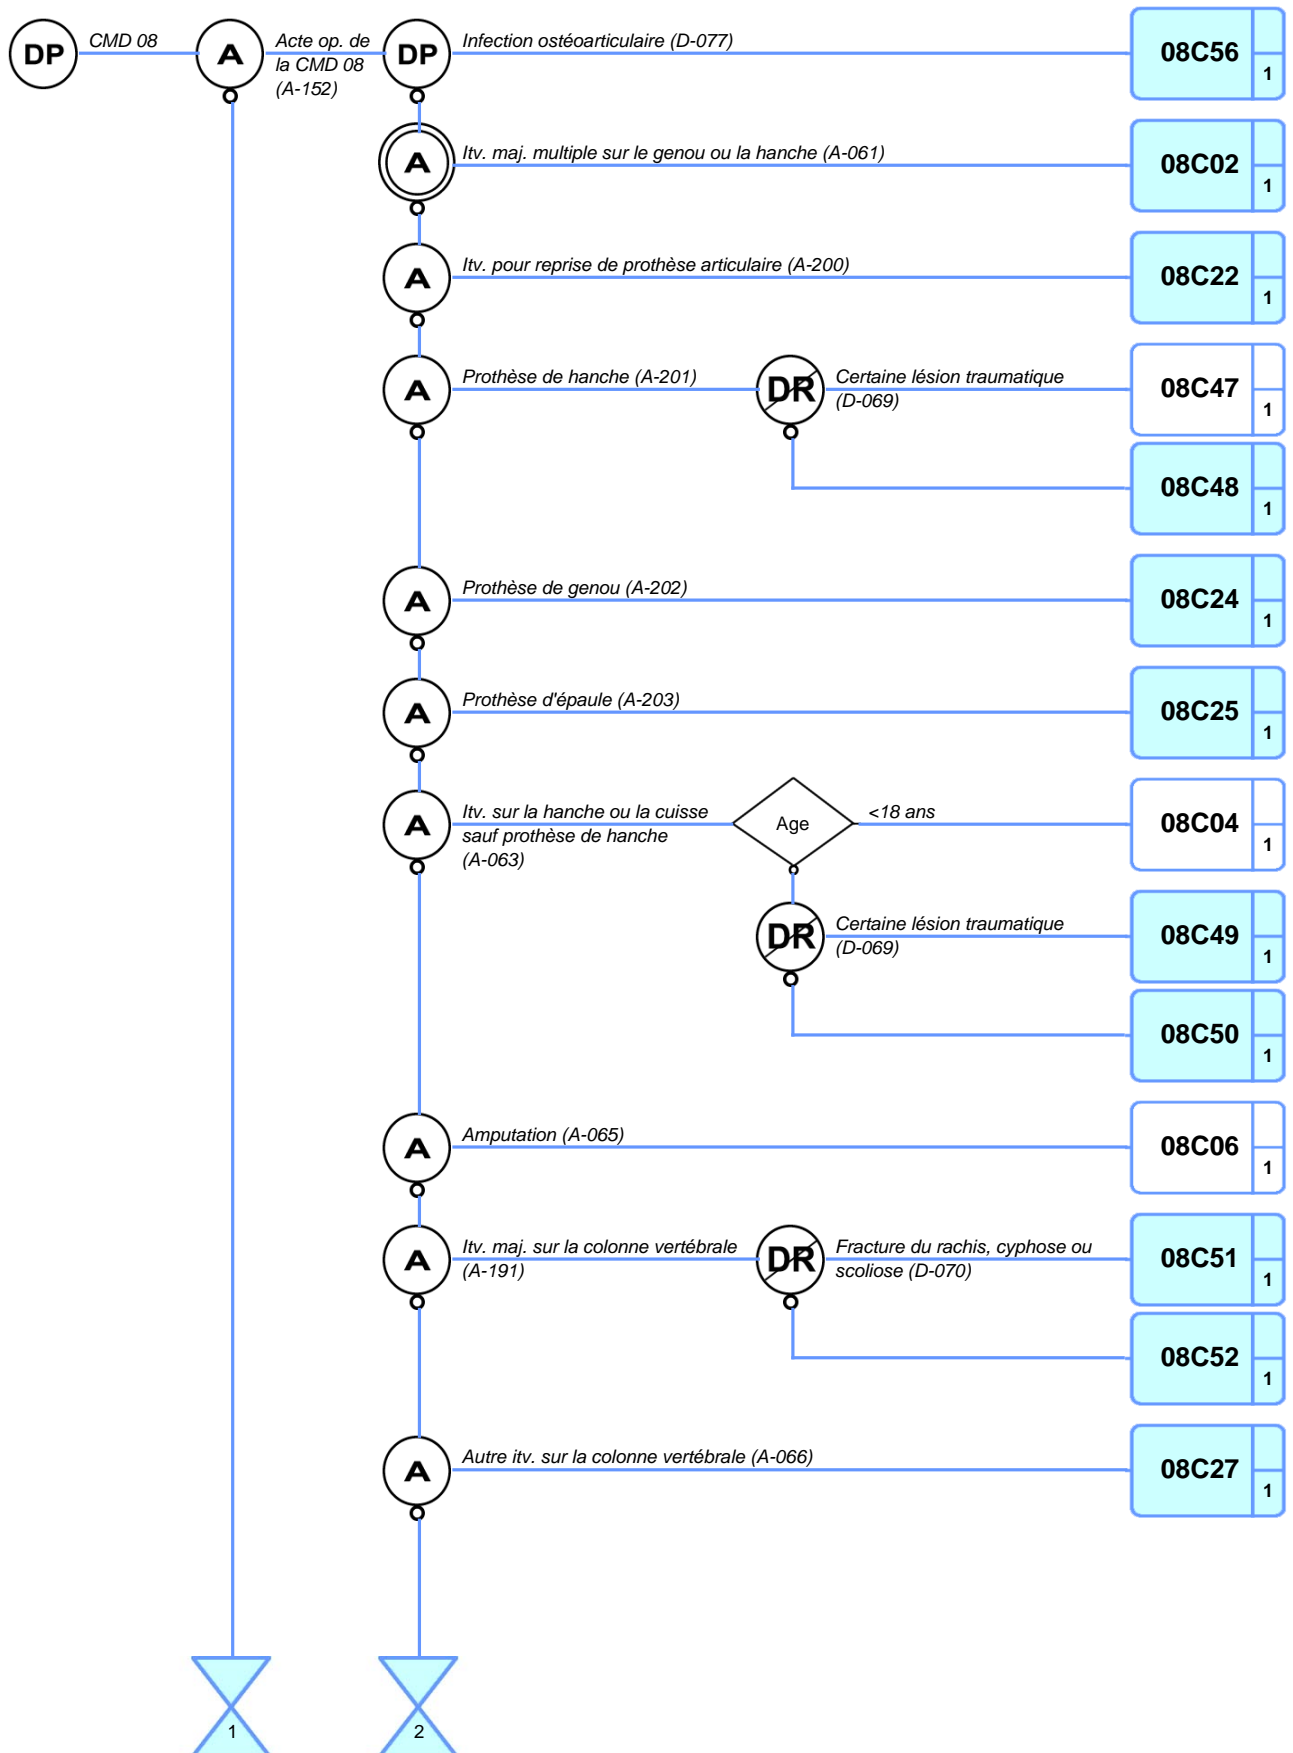 DP
CMD 08
A
Acte op. de
la CMD 08
(A-152)
DP
Infection ostéoarticulaire (D-077)
08C56
1
A
Itv. maj. multiple sur le genou ou la hanche (A-061)
08C02
1
A
Itv. pour reprise de prothèse articulaire (A-200)
08C22
1
A
Prothèse de hanche (A-201)
DR
Certaine lésion traumatique
(D-069)
08C47
1
08C48
1
A
Prothèse de genou (A-202)
08C24
1
A
Prothèse d'épaule (A-203)
08C25
1
A
Itv. sur la hanche ou la cuisse
sauf prothèse de hanche
(A-063)
Age
<18 ans
08C04
1
DR
Certaine lésion traumatique
(D-069)
08C49
1
08C50
1
A
Amputation (A-065)
08C06
1
A
Itv. maj. sur la colonne vertébrale
(A-191)
DR
Fracture du rachis, cyphose ou
scoliose (D-070)
08C51
1
08C52
1
A
Autre itv. sur la colonne vertébrale (A-066)
08C27
1
1
2